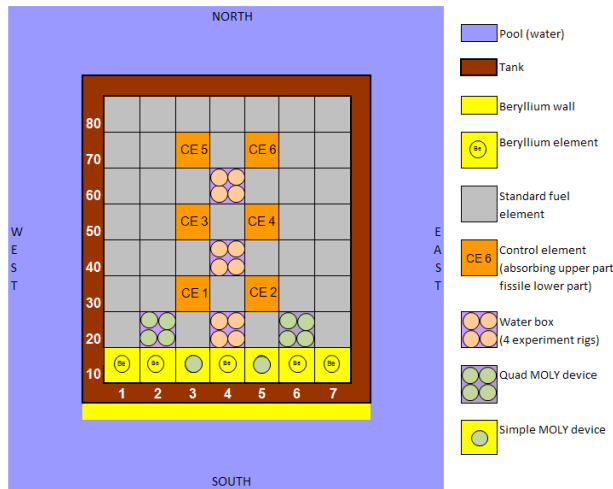 NORTH
Pool (water)
Tank
Beryllium wall
Be
Beryllium element
Standard fuel
element
CE 6
Control element
(absorbing upper part
fissile lower part)
Water box
(4 experiment rigs)
Quad MOLY device
Simple MOLY device
80
70
CE 5
CE 6
60
50
CE 3
CE 4
40
30
CE 1
CE 2
20
10
Be
Be
Be
Be
Be
1 2 3 4 5 6 7
WEST
EAST
SOUTH